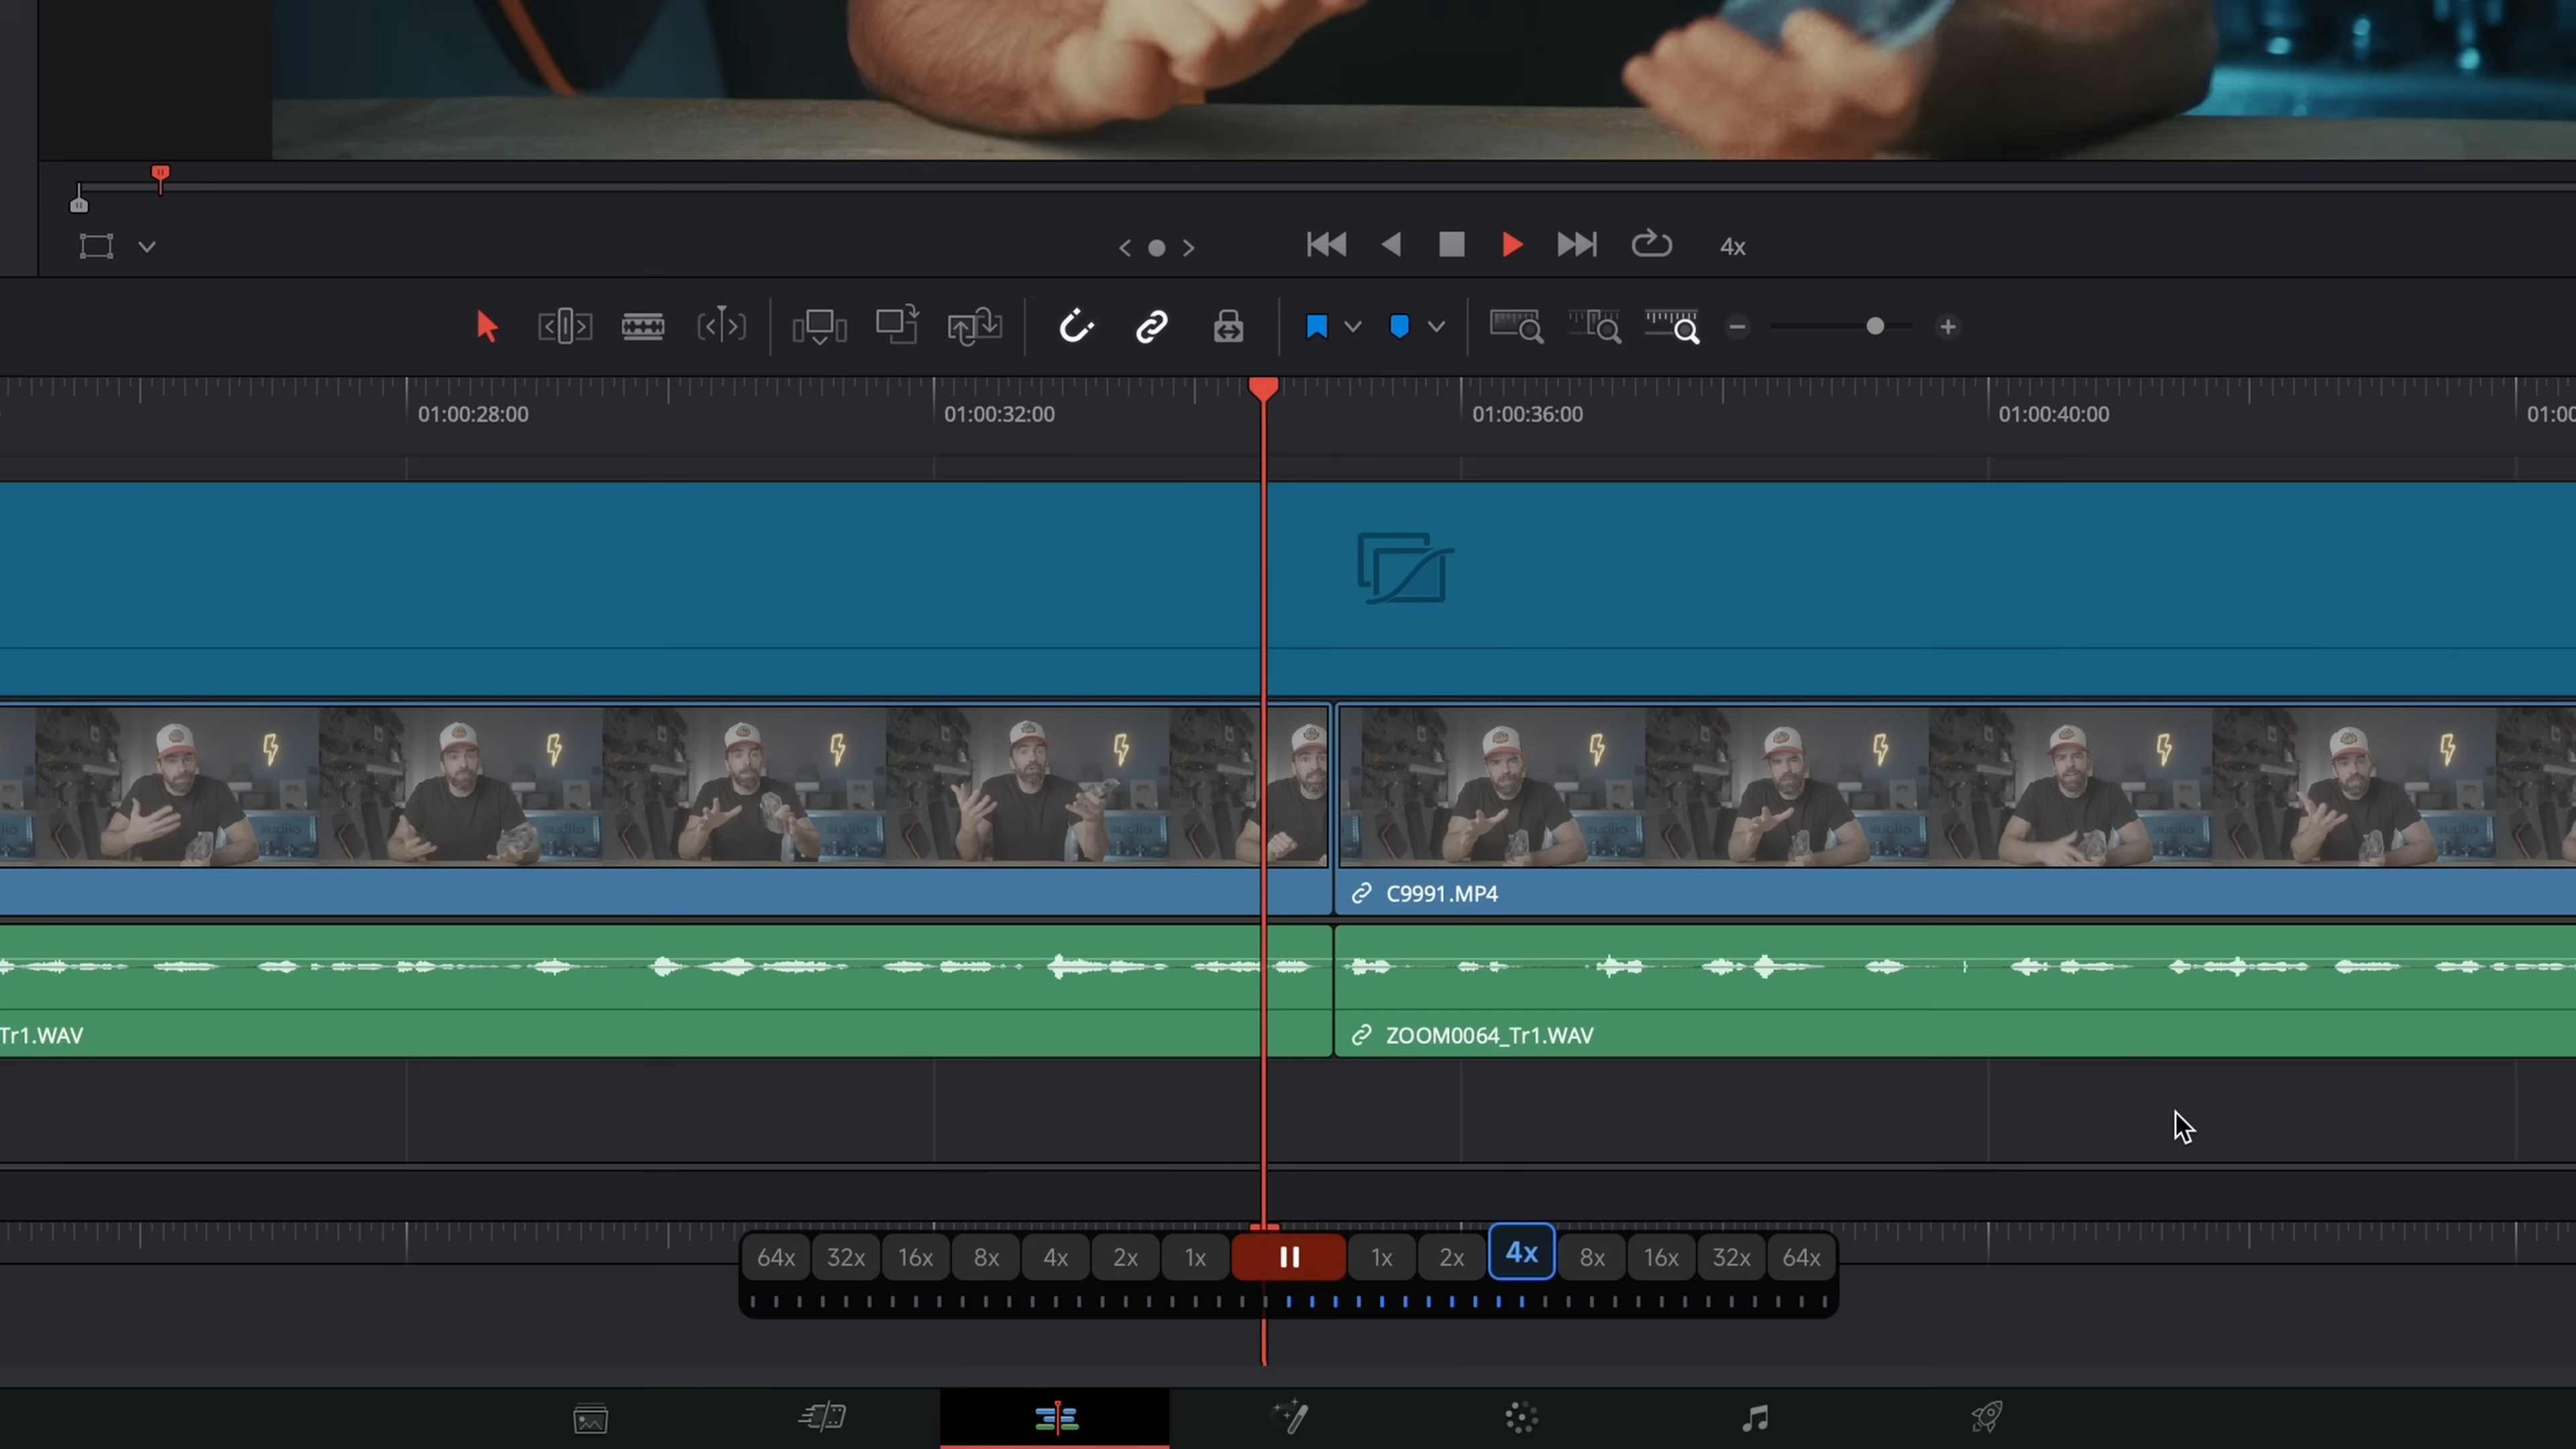 4x
01:00:28:00 01:00:32:00 01:00:36:00 01:00:40:00 01:00
C9991.MP4
Tr1.WAV ZOOM0064_Tr1.WAV
64x 32x 16x 8x 4x 2x 1x 1x 2x 4x 8x 16x 32x 64x